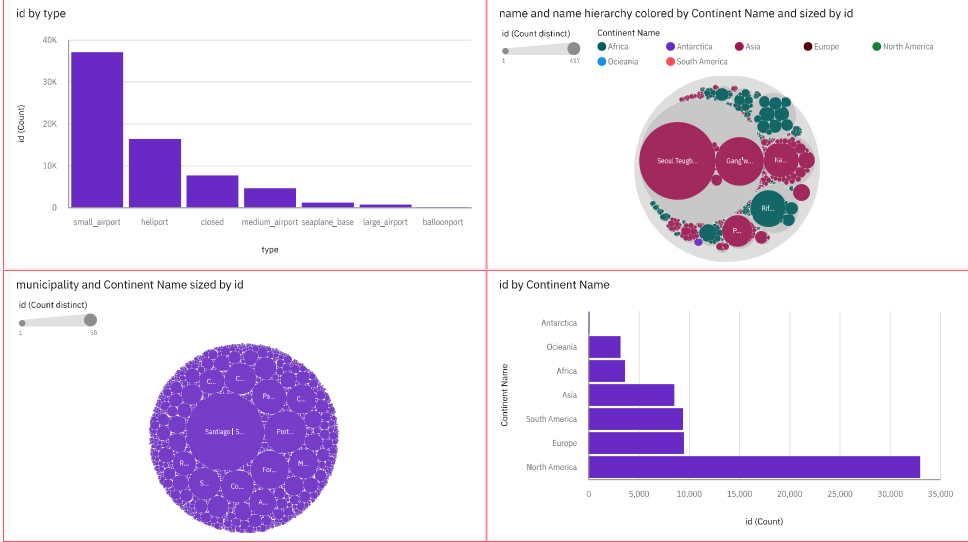 id by type
40K
30K
20K
10K
0
id (Count)
small_airport heliport closed medium_airport seaplane_base large_airport balloonport
type
name and name hierarchy colored by Continent Name and sized by id
id (Count distinct)
1 417
Continent Name
Africa Antarctica Asia Europe North America
Ocieania South America
Seoul Teugb... Gang'w... Ka...
Rif...
P...
municipality and Continent Name sized by id
id (Count distinct)
1 58
C... C...
Pa... C...
Santiago| S... Port...
R... For... M...
S... Co...
A...
id by Continent Name
Continent Name
Antarctica
Ocieania
Africa
Asia
South America
Europe
North America
0 5,000 10,000 15,000 20,000 25,000 30,000 35,000
id (Count)